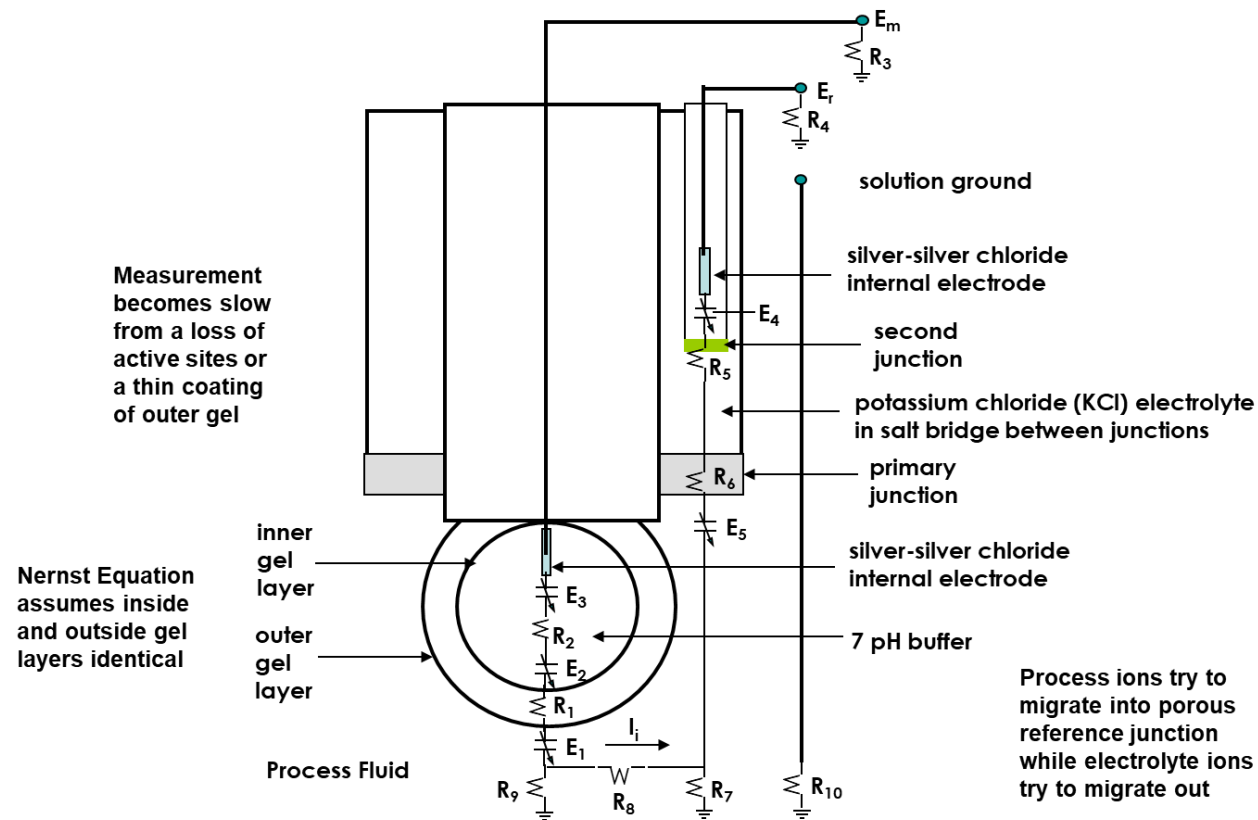 Em
R3
Er
R4
solution ground
silver-silver chloride
internal electrode
E4
second
junction
R5
potassium chloride (KCl) electrolyte
in salt bridge between junctions
primary
junction
R6
E5
silver-silver chloride
internal electrode
7 pH buffer
Measurement
becomes slow
from a loss of
active sites or
a thin coating
of outer gel
inner
gel
layer
Nernst Equation
assumes inside
and outside gel
layers identical
outer
gel
layer
E3
R2
E2
R1
E1
Ii
Process Fluid
R9
R8
R7
R10
Process ions try to
migrate into porous
reference junction
while electrolyte ions
try to migrate out